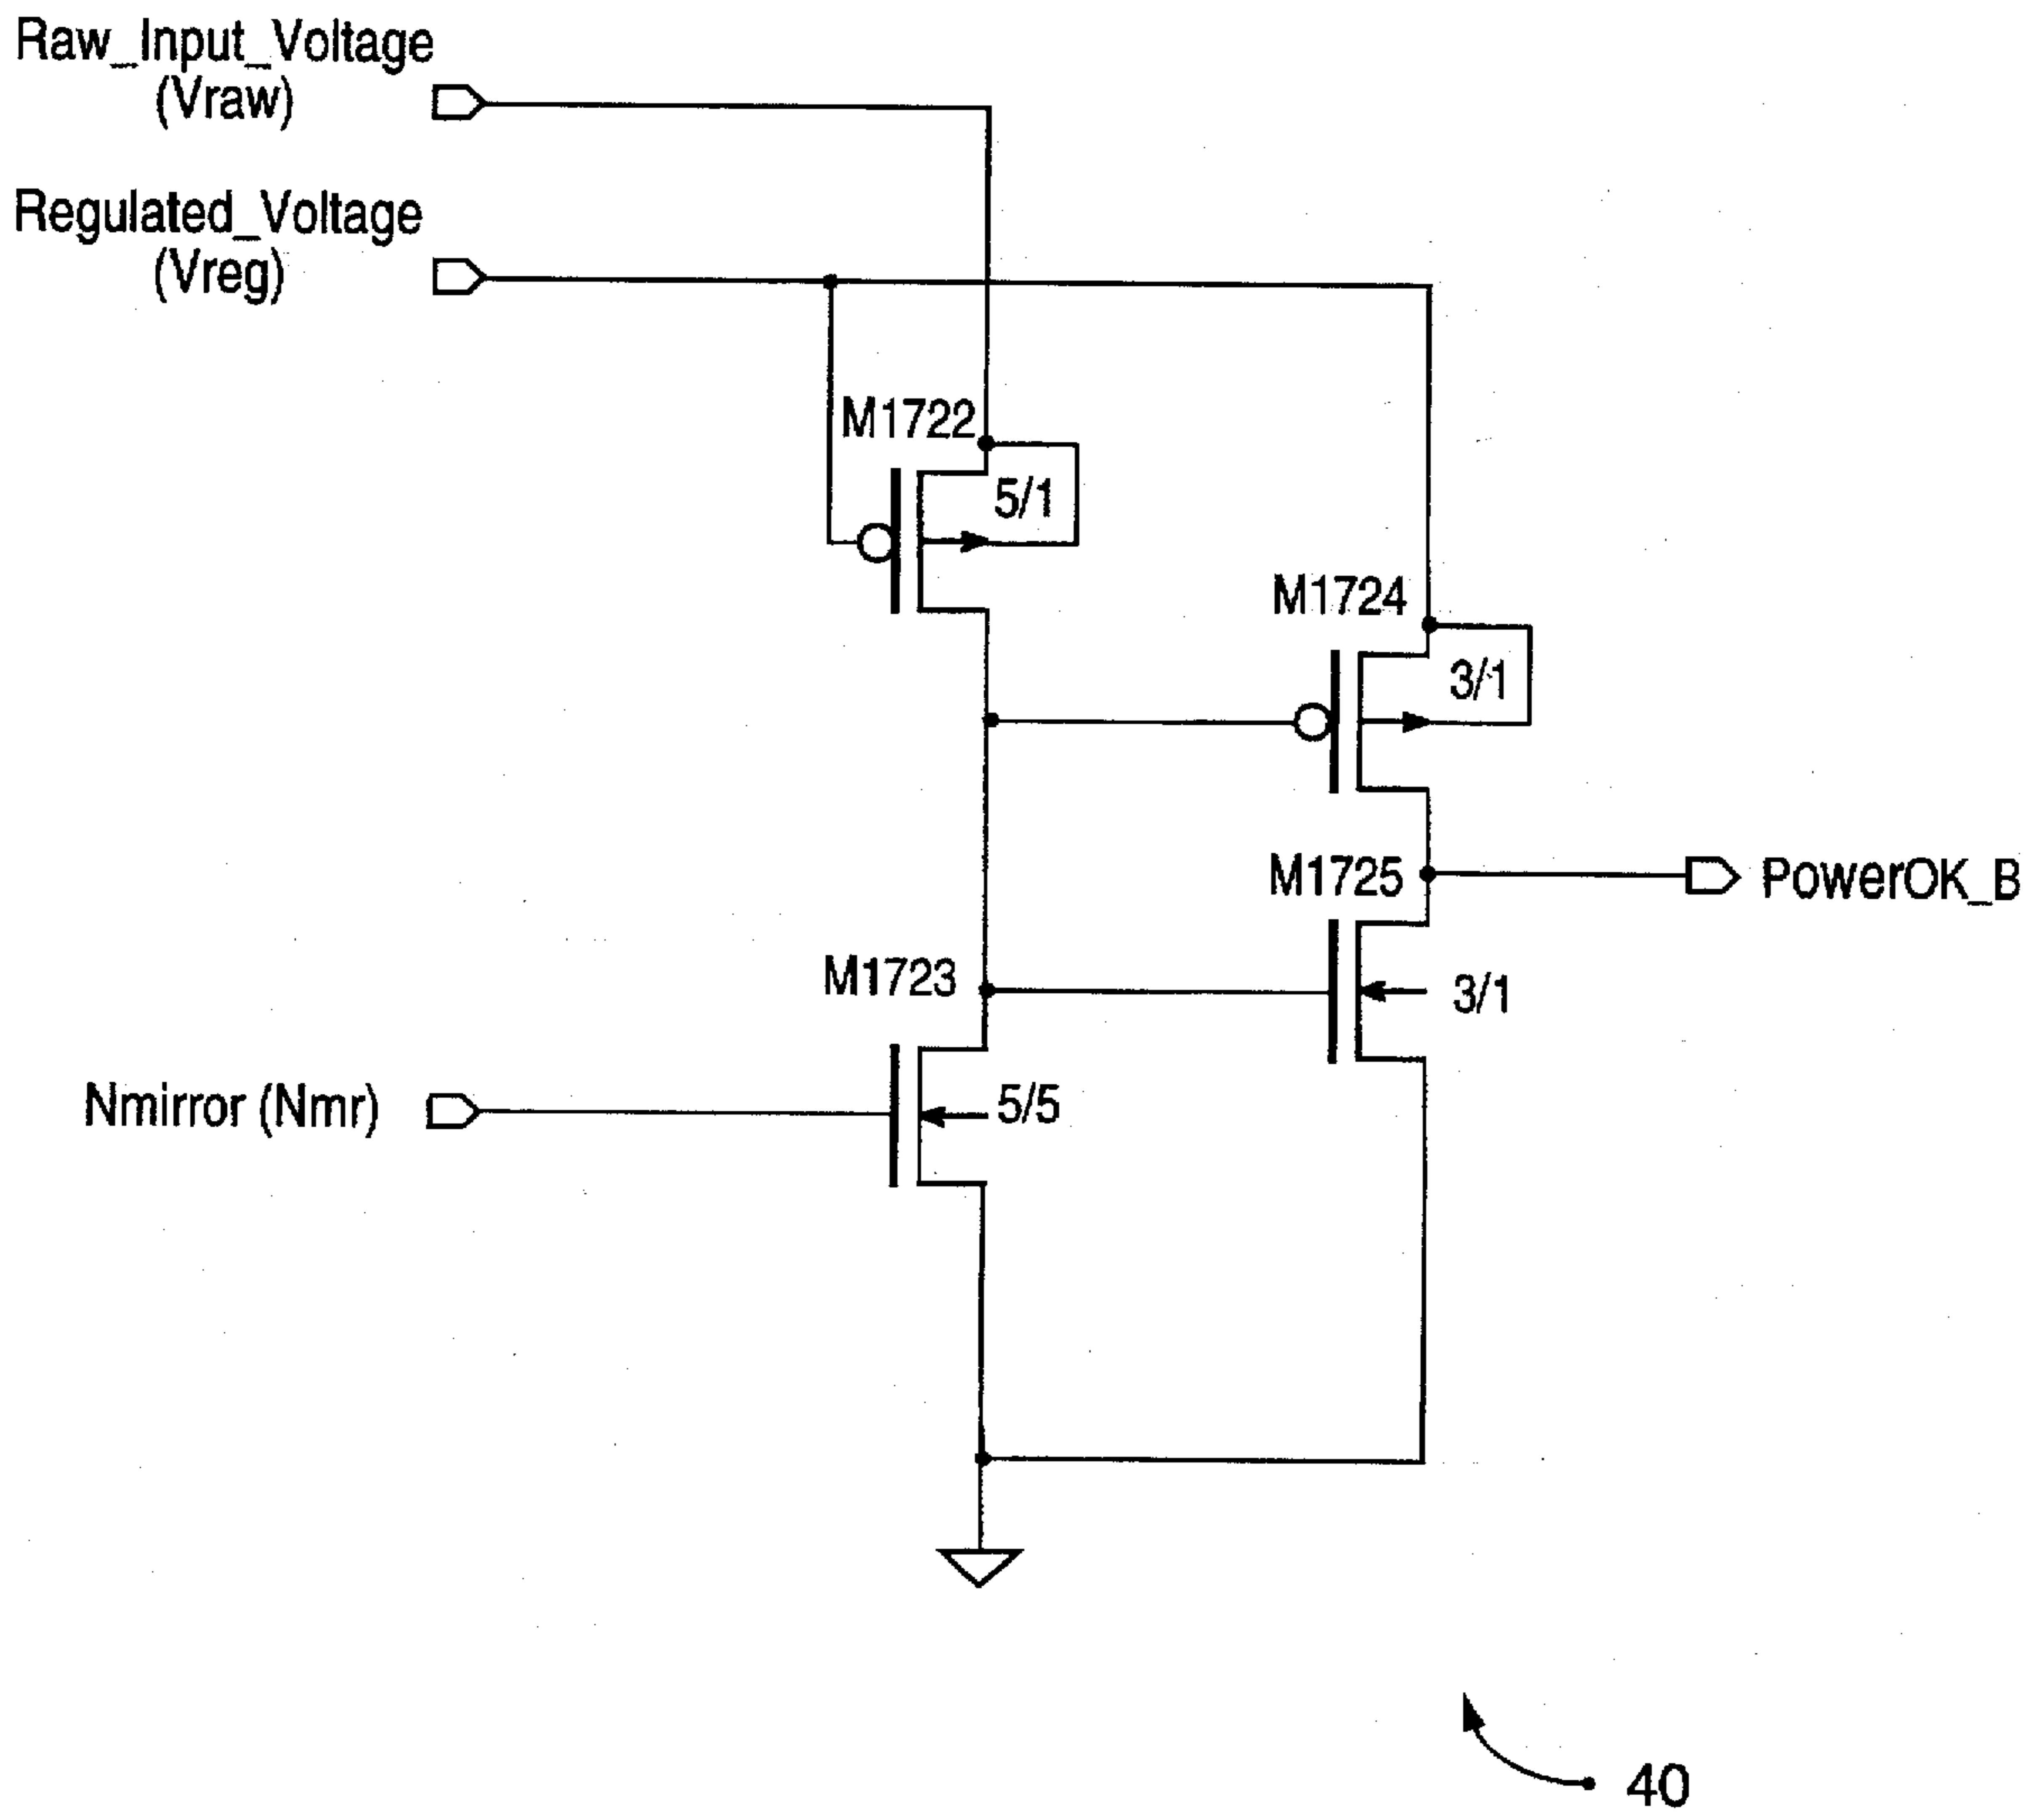 Raw_Input_Voltage
(Vraw)
Regulated_Voltage
(Vreg)
M1722
5/1
M1724
3/1
M1725
PowerOK_B
M1723
3/1
Nmirror (Nmr)
5/5
40